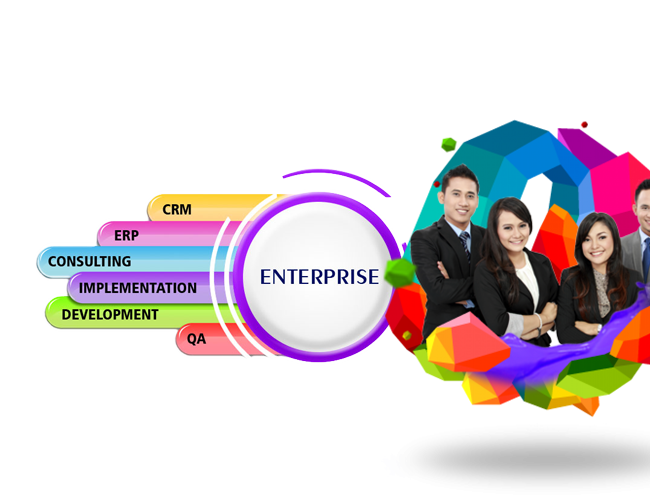 CRM
ERP
CONSULTING
IMPLEMENTATION
DEVELOPMENT
QA
ENTERPRISE